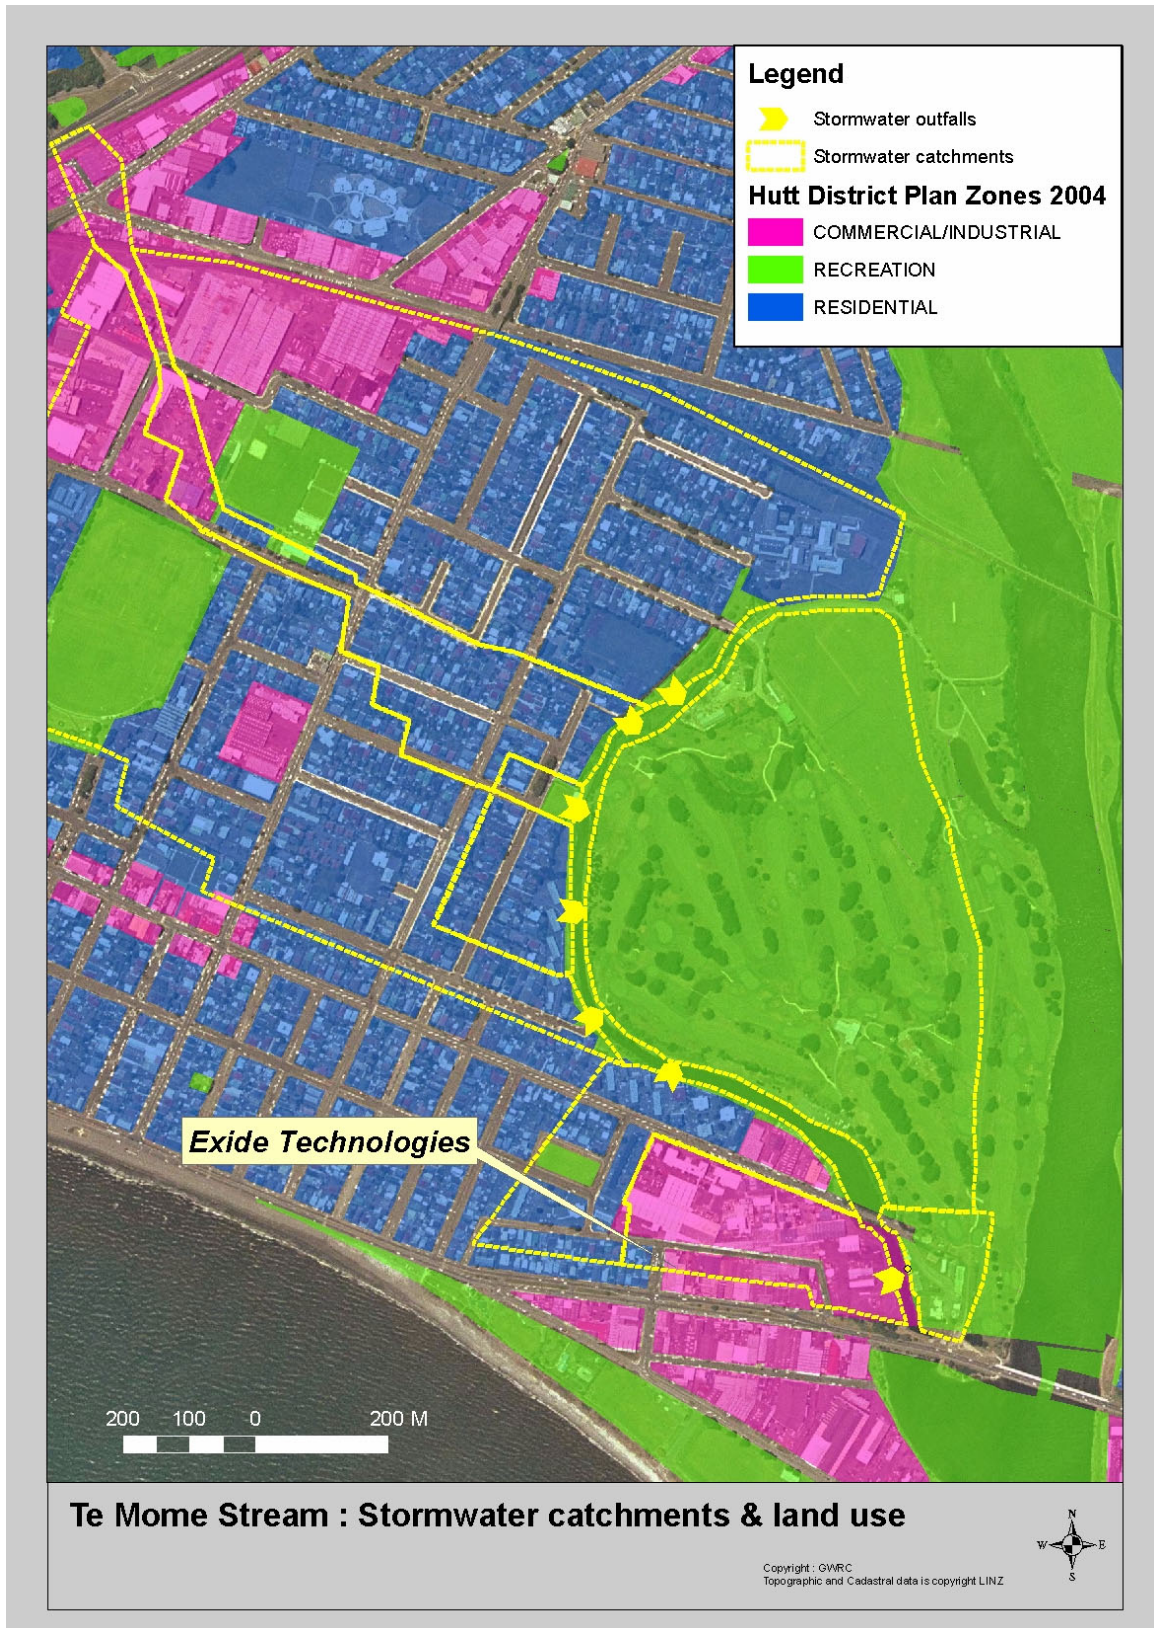 Legend
Stormwater outfalls
Stormwater catchments
Hutt District Plan Zones 2004
COMMERCIAL/INDUSTRIAL
RECREATION
RESIDENTIAL
Exide Technologies
200 100 0 200 M
Te Mome Stream : Stormwater catchments & land use
N
W E
S
Copyright : GWRC
Topographic and Cadastral data is copyright LINZ